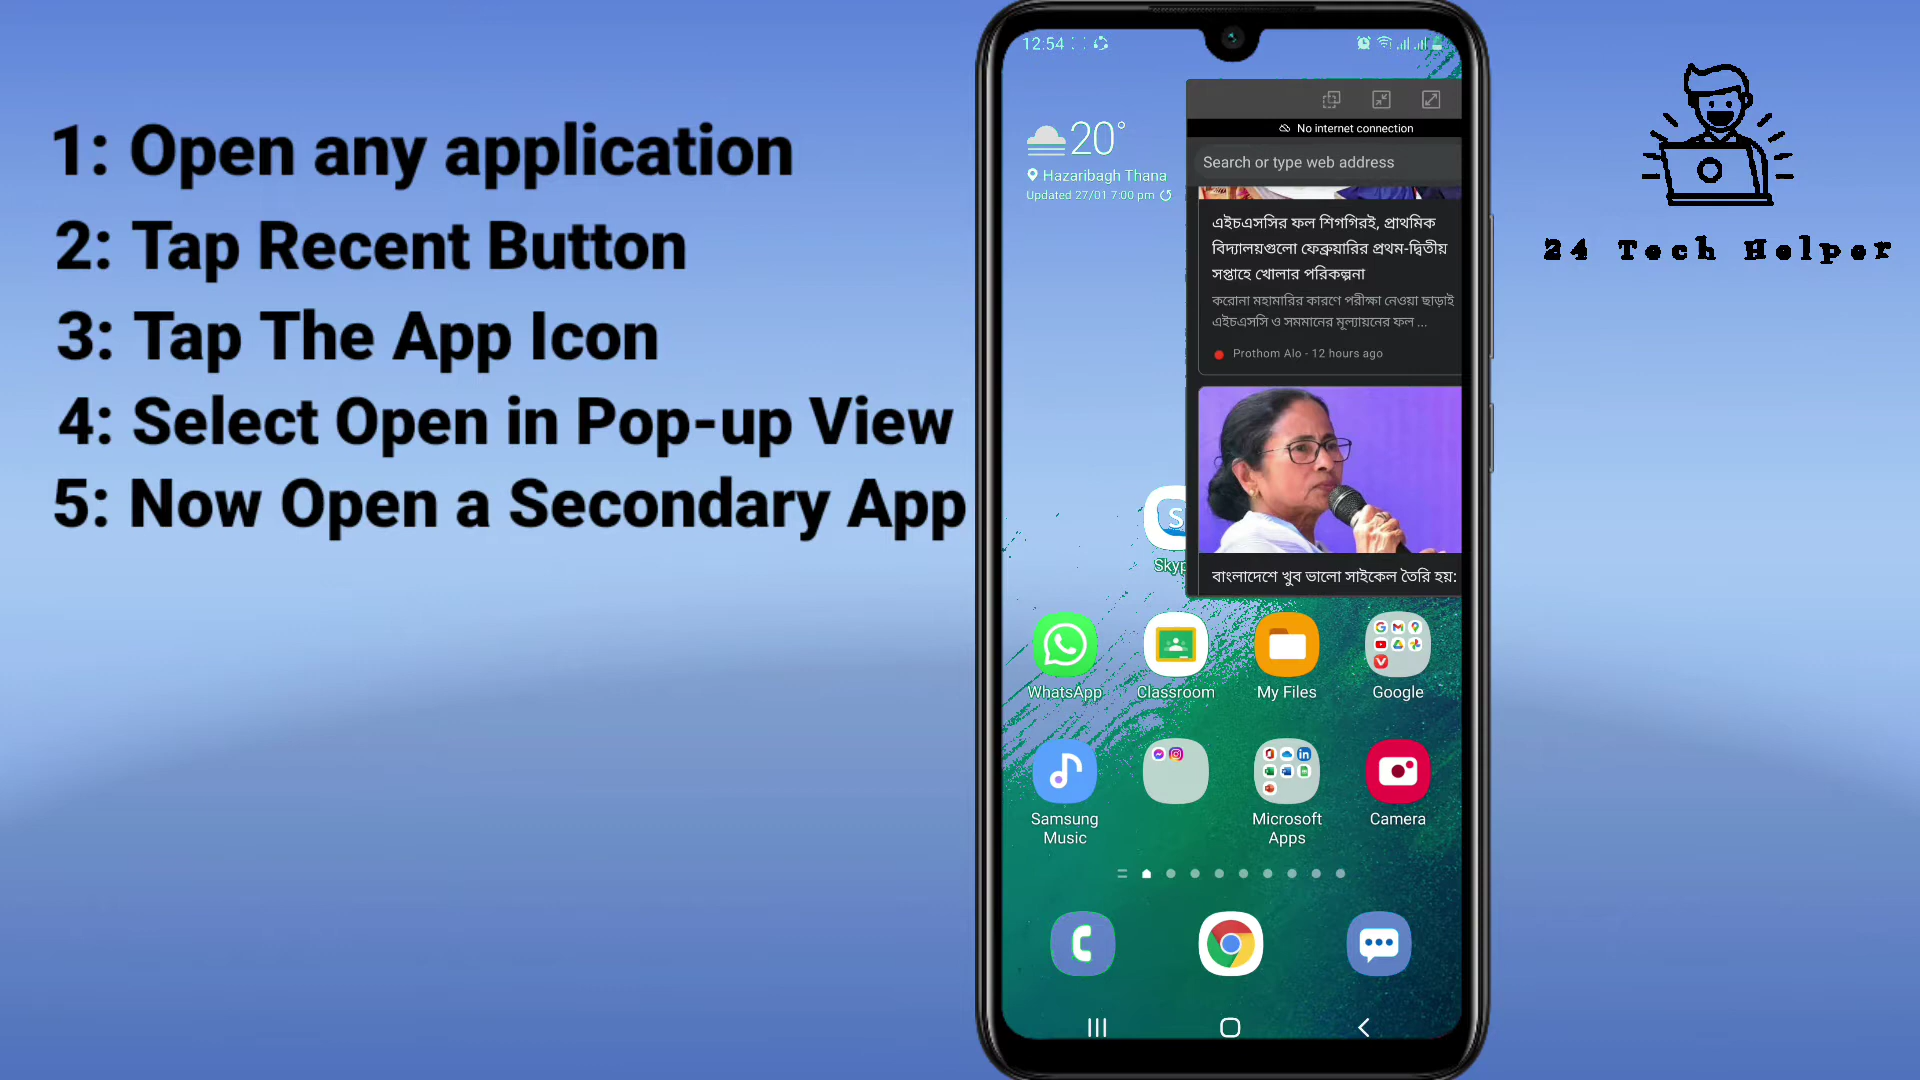 1: Open any application
2: Tap Recent Button
3: Tap The App Icon
4: Select Open in Pop-up View
5: Now Open a Secondary App
12:54
20°
Hazaribagh Thana
Updated 27/01 7:00 pm
No internet connection
Search or type web address
এইচএসসির ফল শিগগিরই, প্রাথমিক
বিদ্যালয়গুলো ফেব্রুয়ারির প্রথম-দ্বিতীয়
সপ্তাহে খোলার পরিকল্পনা
করোনা মহামারির কারণে পরীক্ষা নেওয়া ছাড়াই
এইচএসসি ও সমমানের মূল্যায়নের ফল ...
Prothom Alo - 12 hours ago
বাংলাদেশে খুব ভালো সাইকেল তৈরি হয়:
S
Skyp
WhatsApp
Classroom
My Files
Google
Samsung
Music
Microsoft
Apps
Camera
24 Tech Helper